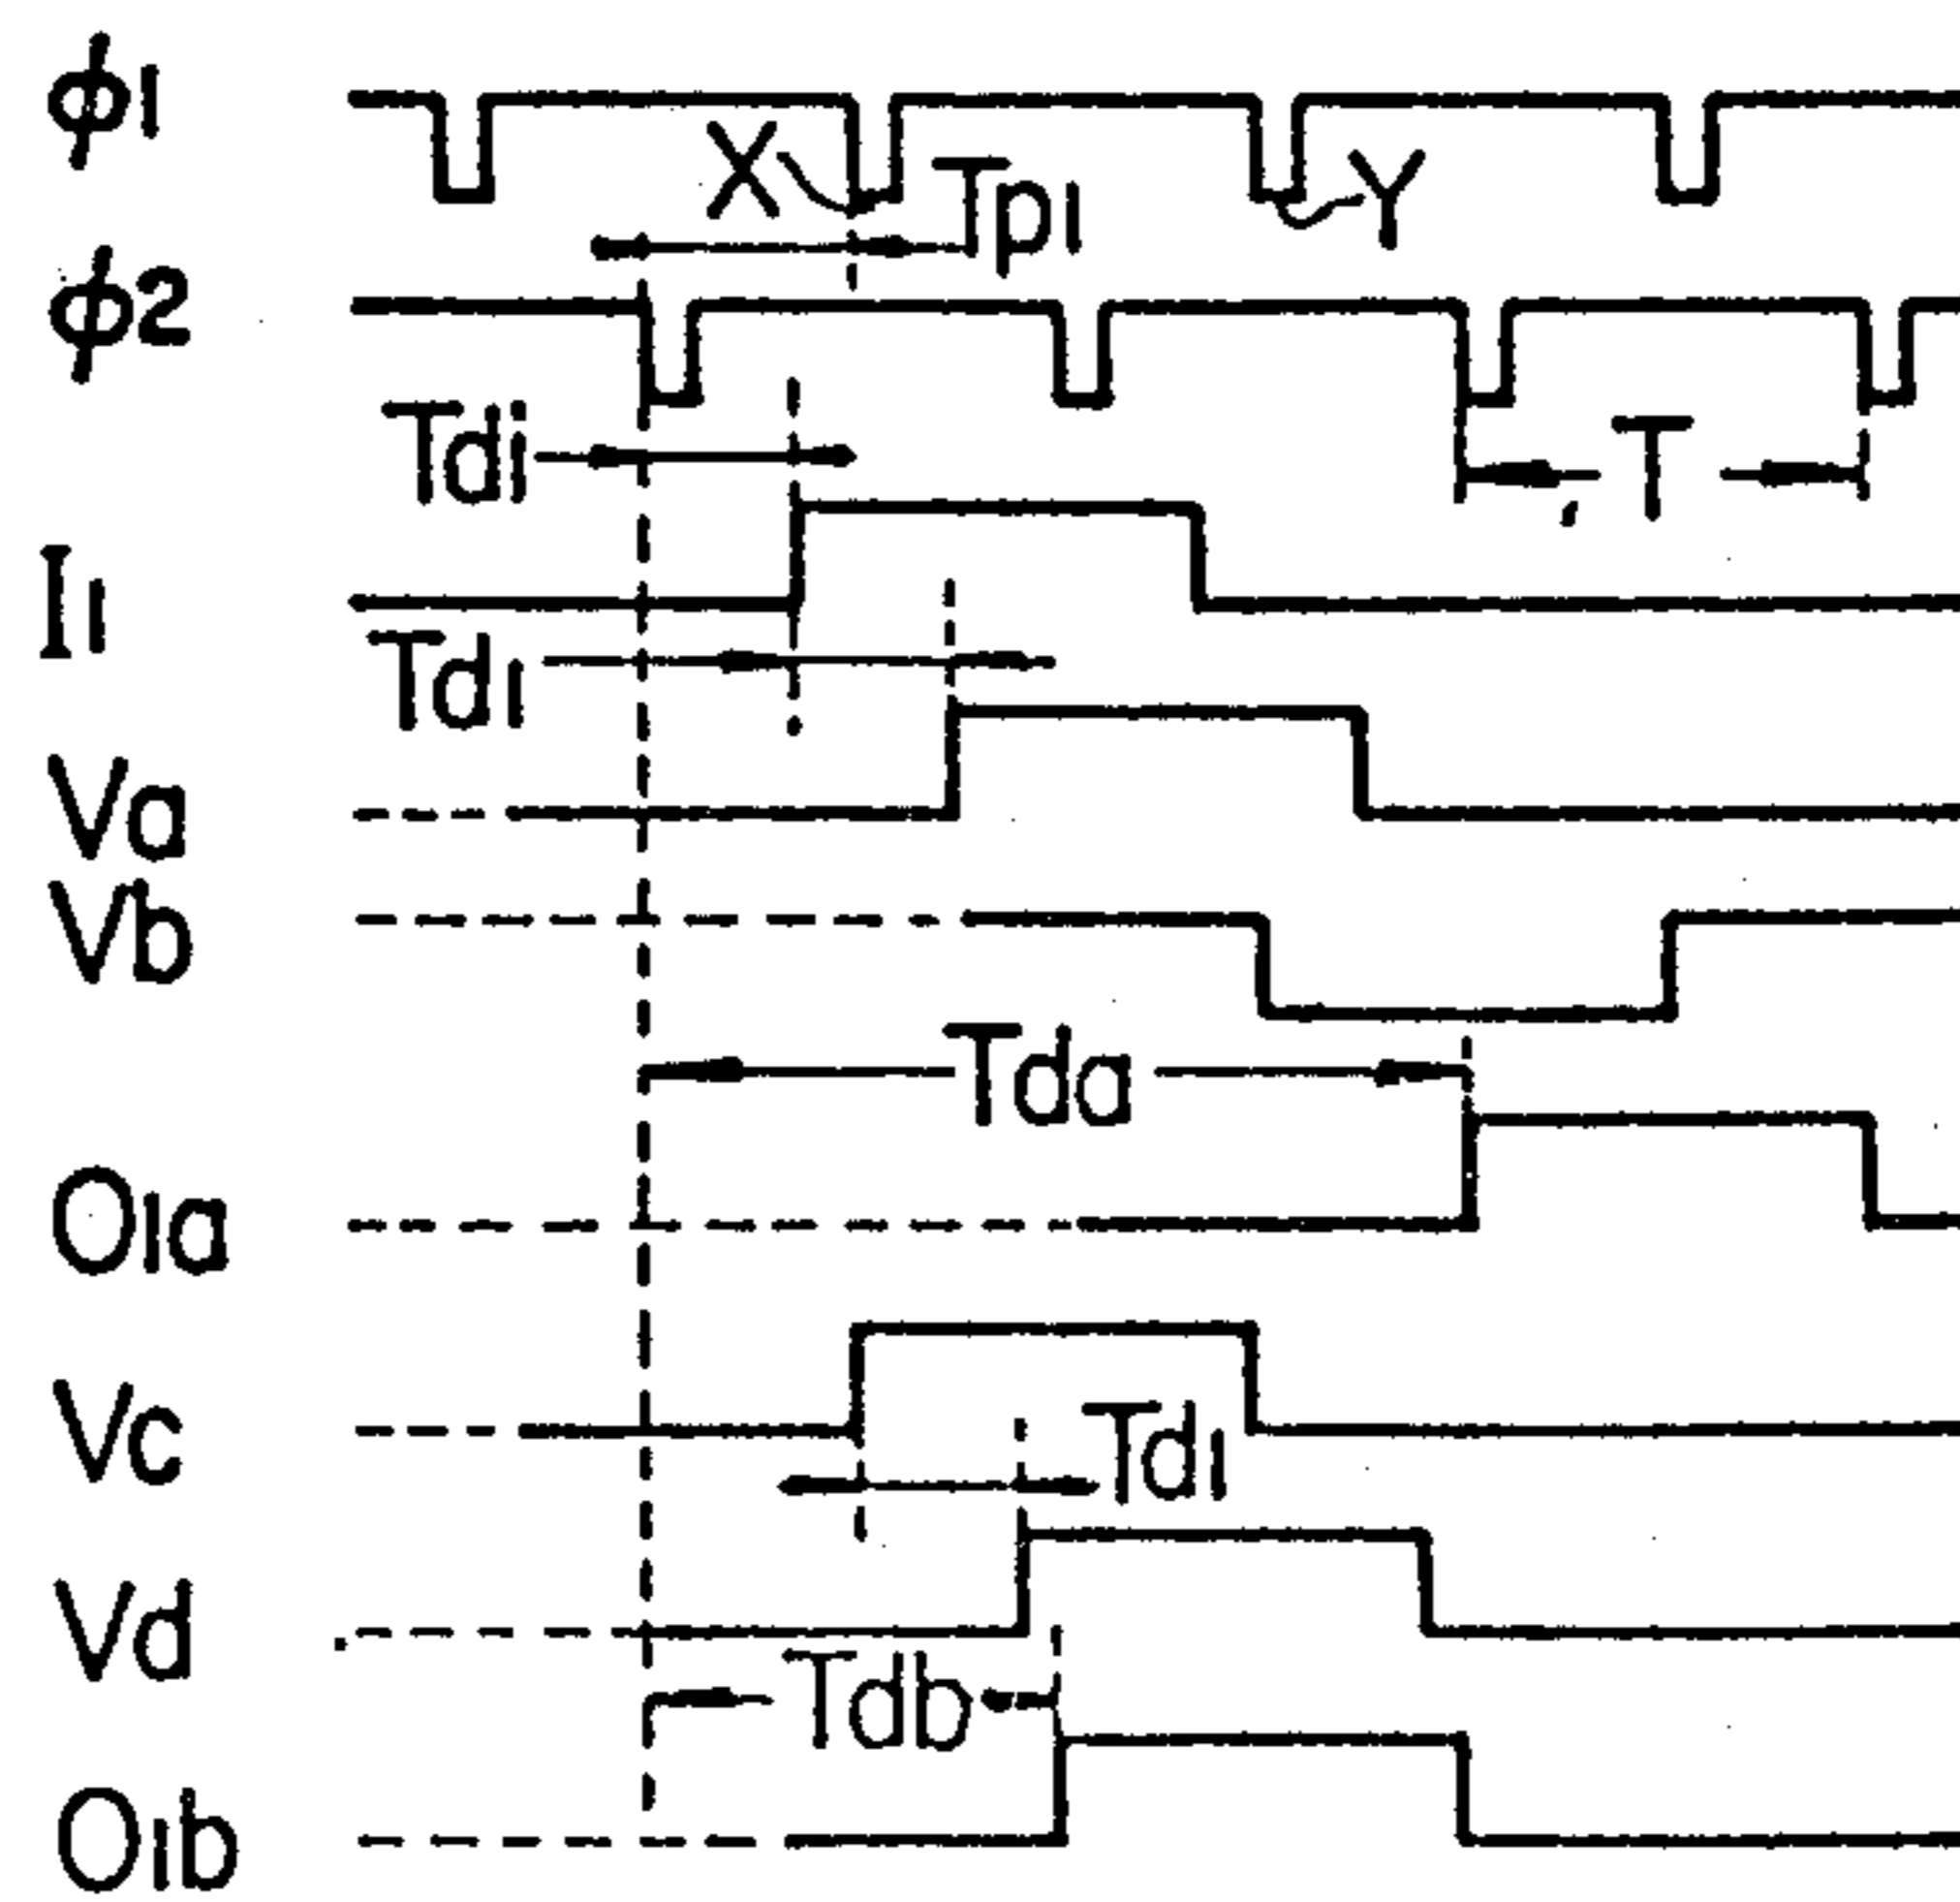 ϕ1
X
Tp1
Y
ϕ2
Tdi
T
I1
Td1
Va
Vb
Tda
O1a
Vc
Td1
Vd
Tdb
O1b